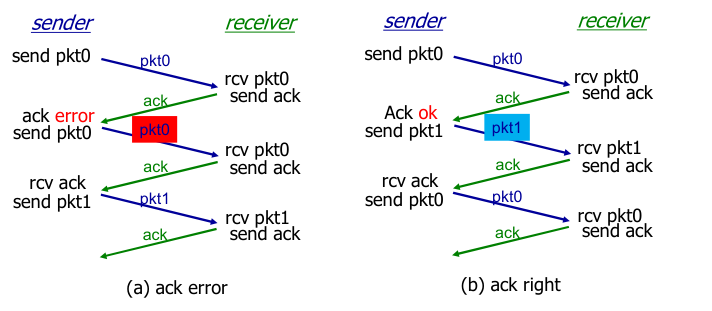 sender
receiver
send pkt0
pkt0
rcv pkt0
send ack
ack
ack error
send pkt0
pkt0
rcv pkt0
send ack
ack
rcv ack
send pkt1
pkt1
rcv pkt1
send ack
ack
(a) ack error
sender
receiver
send pkt0
pkt0
rcv pkt0
send ack
ack
Ack ok
send pkt1
pkt1
rcv pkt1
send ack
ack
rcv ack
send pkt0
pkt0
rcv pkt0
send ack
ack
(b) ack right